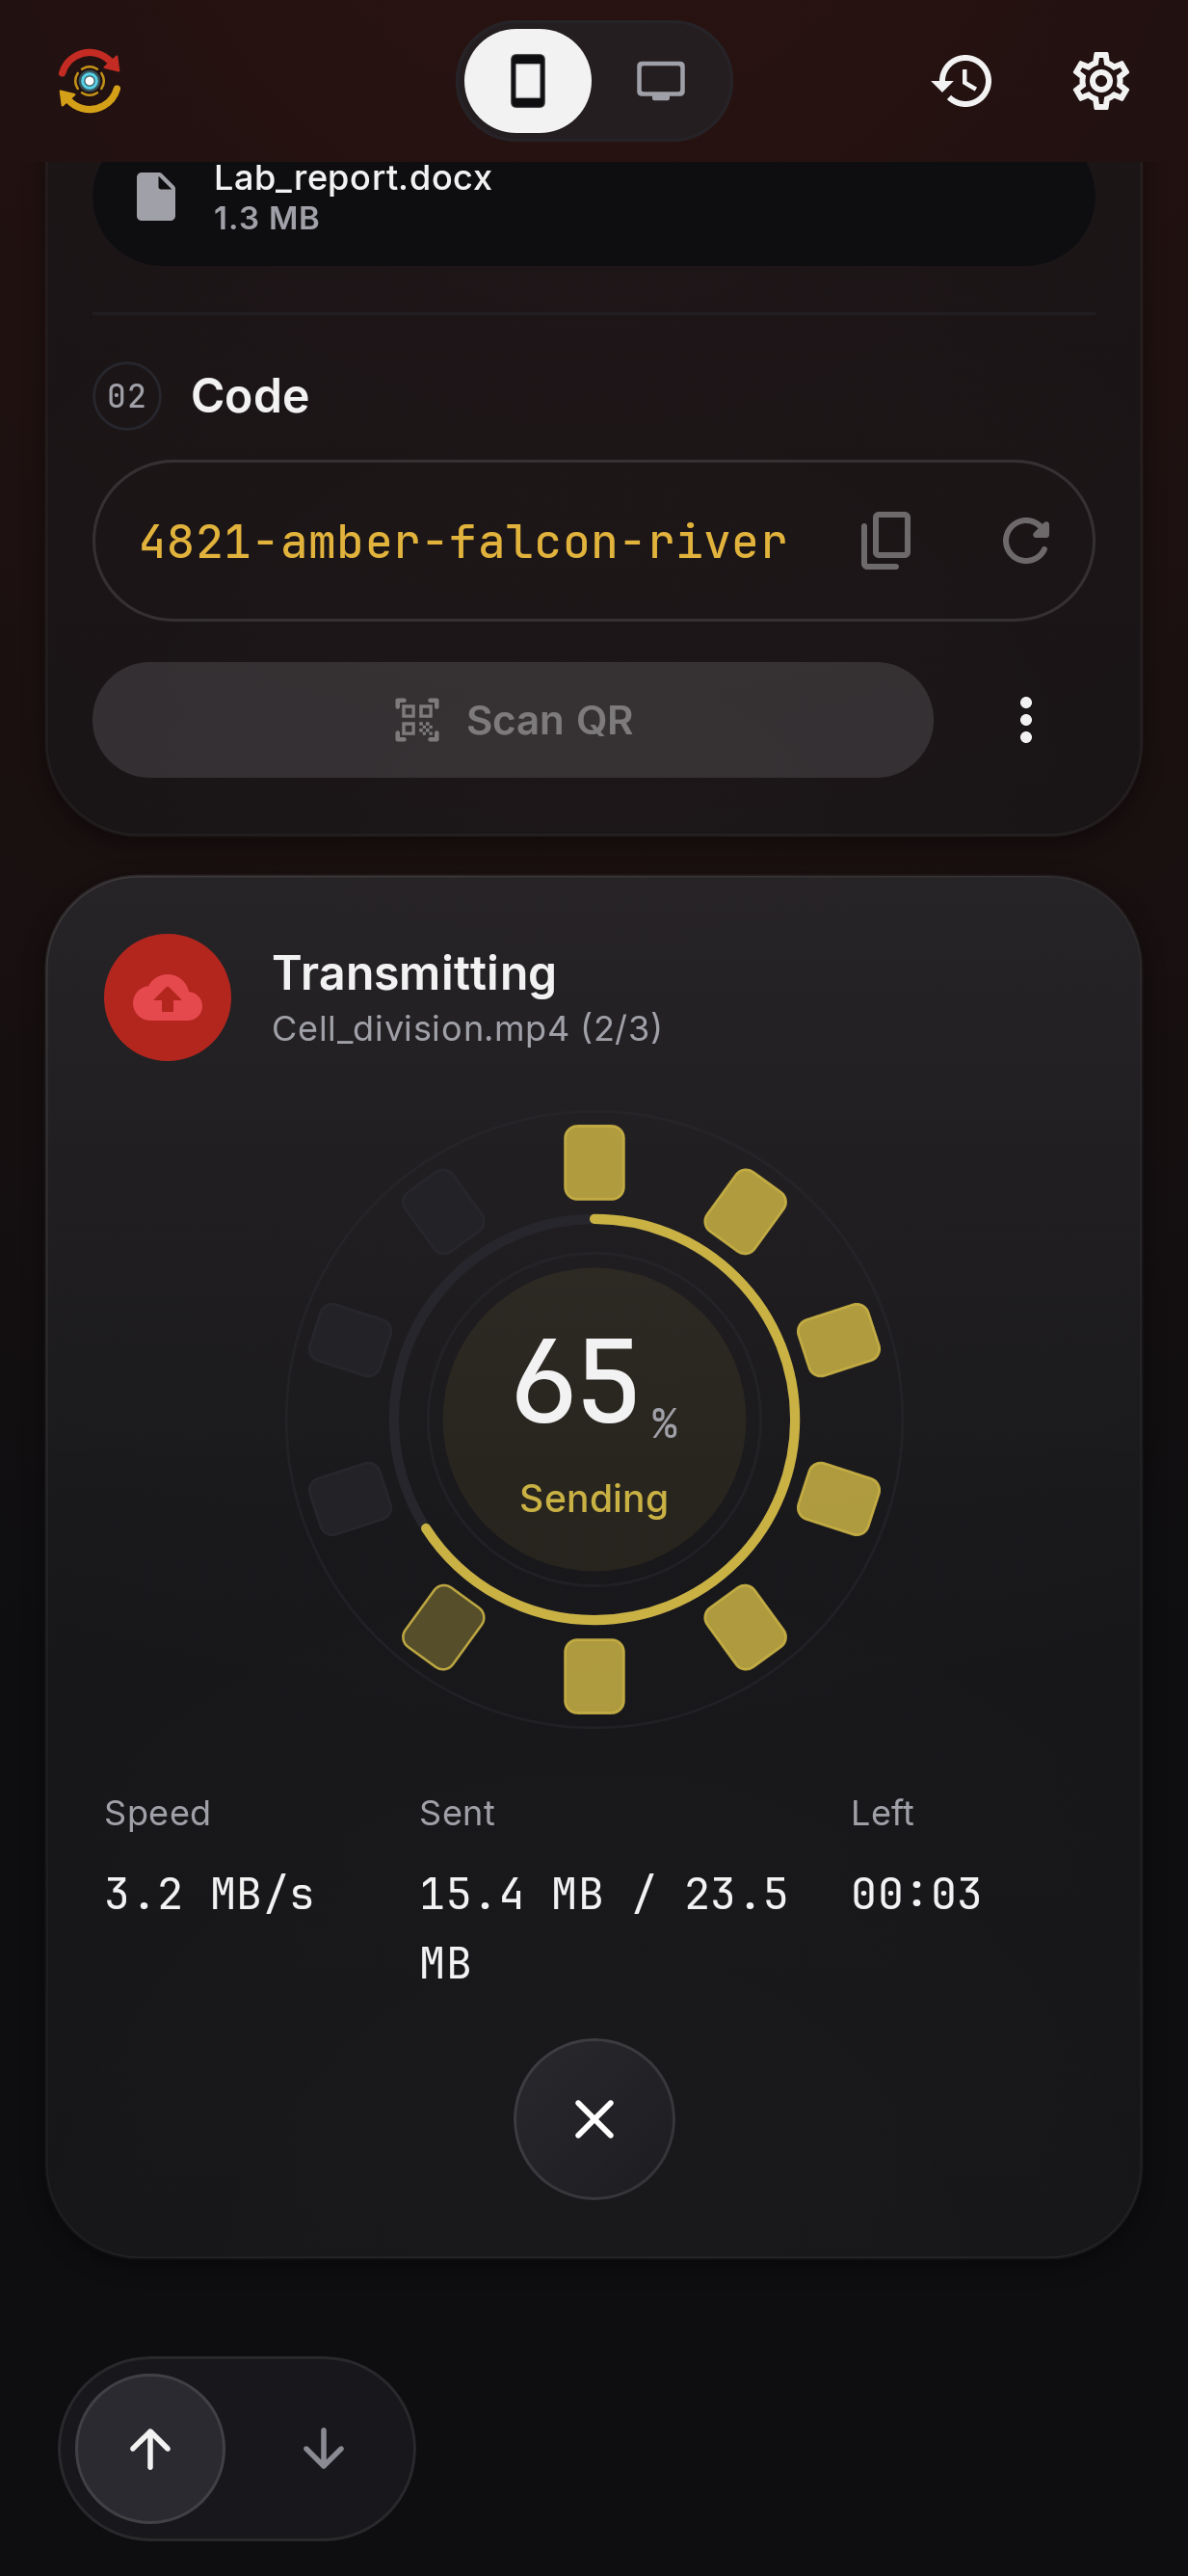 Lab_report.docx
1.3 MB
02 Code
4821-amber-falcon-river
Scan QR
Transmitting
Cell_division.mp4 (2/3)
65 %
Sending
Speed Sent Left
3.2 MB/s 15.4 MB / 23.5 00:03
MB